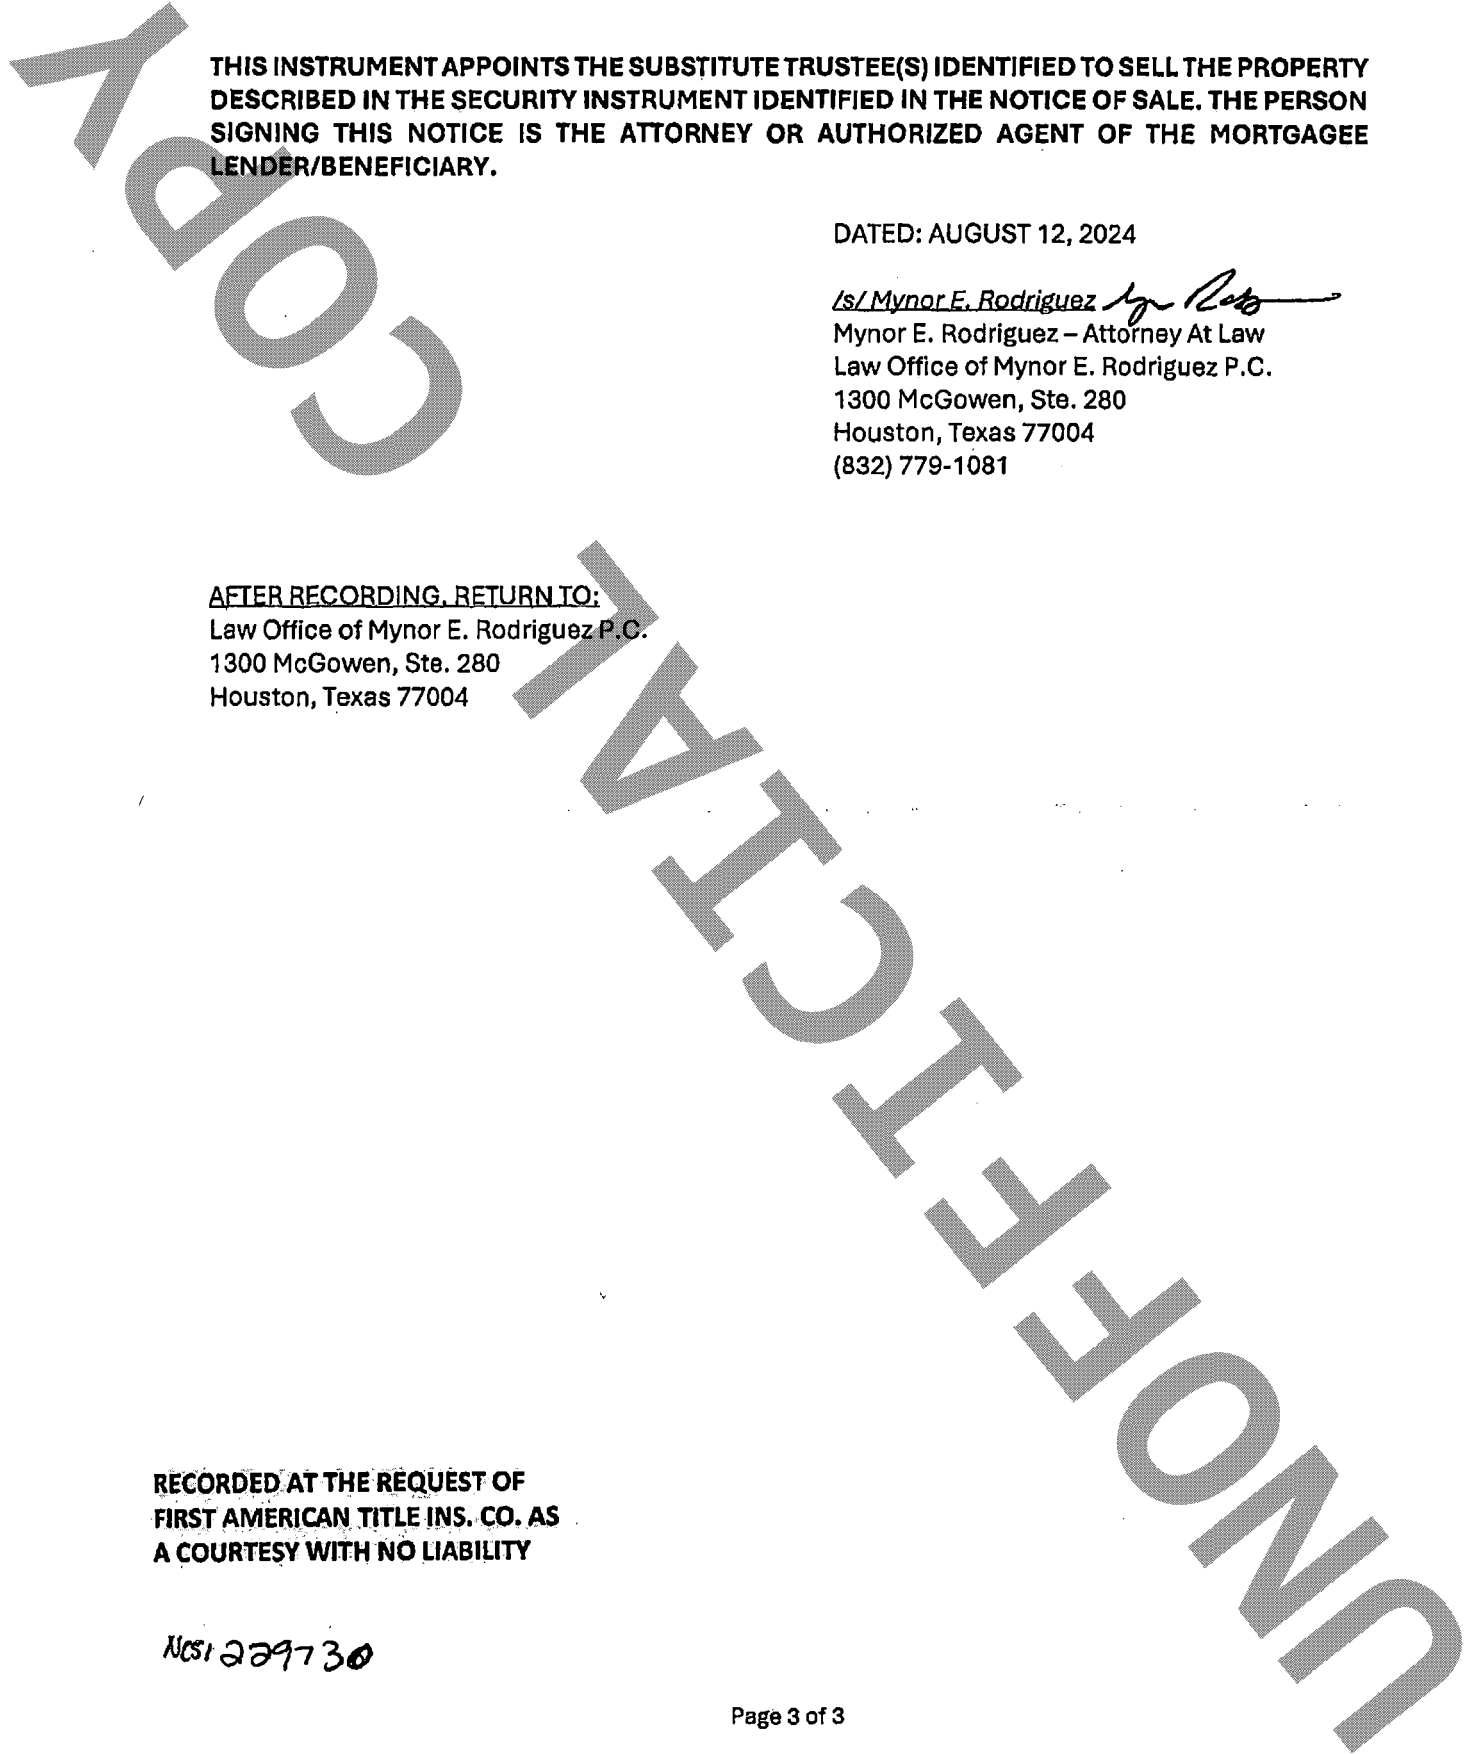 THIS INSTRUMENT APPOINTS THE SUBSTITUTE TRUSTEE(S) IDENTIFIED TO SELL THE PROPERTY
DESCRIBED IN THE SECURITY INSTRUMENT IDENTIFIED IN THE NOTICE OF SALE. THE PERSON
SIGNING THIS NOTICE IS THE ATTORNEY OR AUTHORIZED AGENT OF THE MORTGAGEE
LENDER/BENEFICIARY.
DATED: AUGUST 12, 2024
/s/ Mynor E. Rodriguez
Mynor E. Rodriguez – Attorney At Law
Law Office of Mynor E. Rodriguez P.C.
1300 McGowen, Ste. 280
Houston, Texas 77004
(832) 779-1081
AFTER RECORDING, RETURN TO:
Law Office of Mynor E. Rodriguez P.C.
1300 McGowen, Ste. 280
Houston, Texas 77004
RECORDED AT THE REQUEST OF
FIRST AMERICAN TITLE INS. CO. AS
A COURTESY WITH NO LIABILITY
NCS1229730
Page 3 of 3
UNOFFICIAL COPY